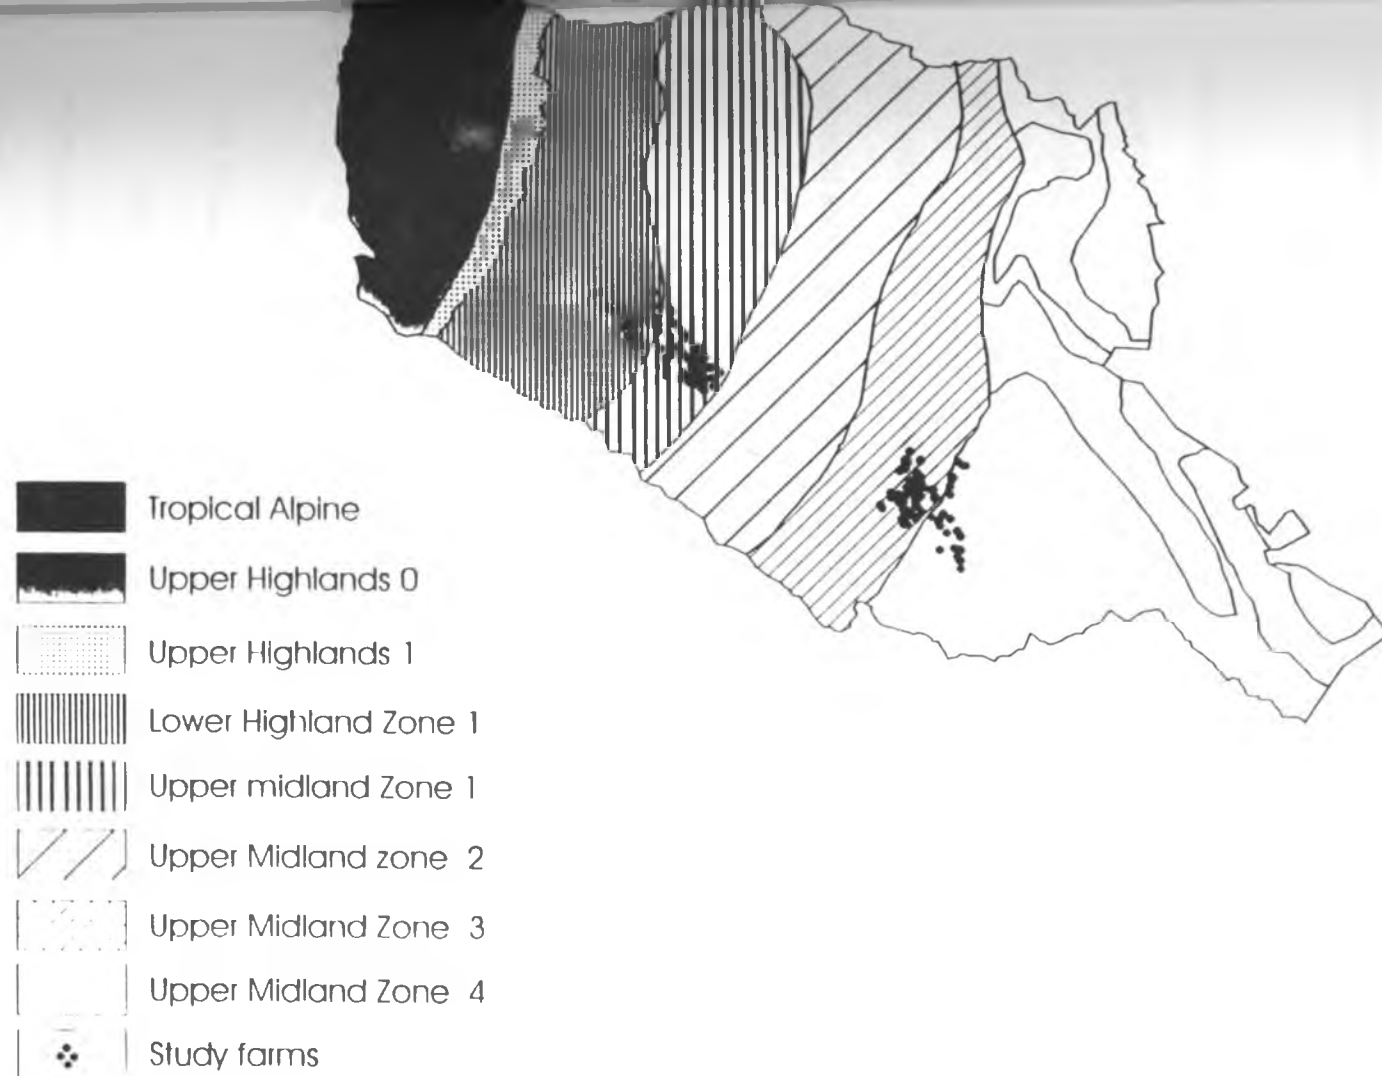 Tropical Alpine
Upper Highlands 0
Upper Highlands 1
Lower Highland Zone 1
Upper midland Zone 1
Upper Midland zone 2
Upper Midland Zone 3
Upper Midland Zone 4
Study farms